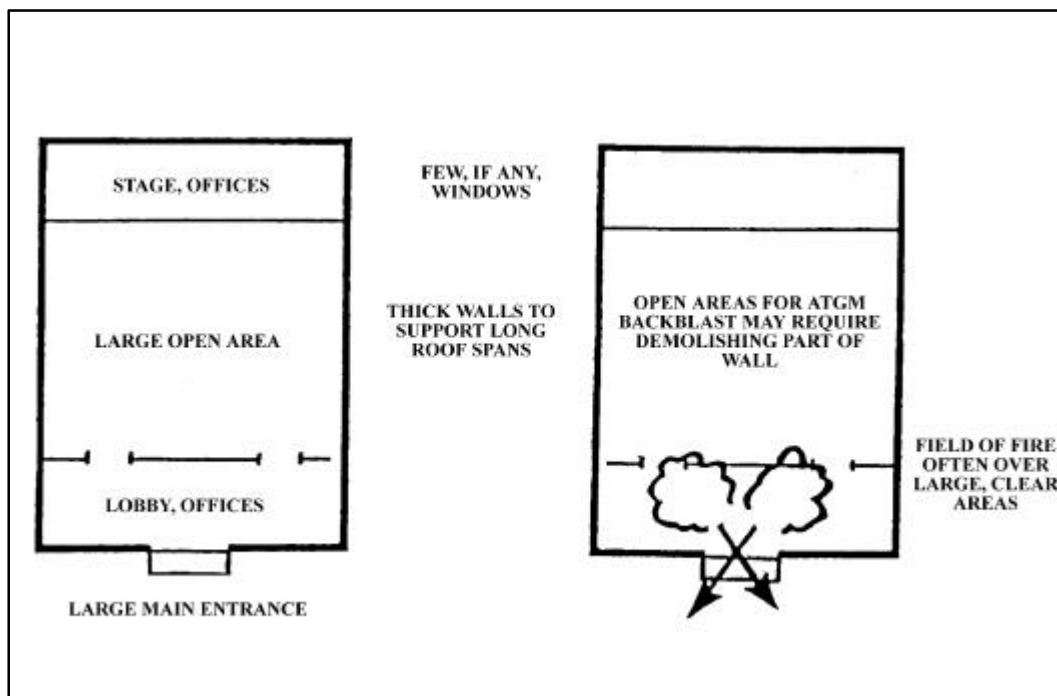 STAGE, OFFICES
LARGE OPEN AREA
LOBBY, OFFICES
LARGE MAIN ENTRANCE
FEW, IF ANY,
WINDOWS
THICK WALLS TO
SUPPORT LONG
ROOF SPANS
OPEN AREAS FOR ATGM
BACKBLAST MAY REQUIRE
DEMOLISHING PART OF
WALL
FIELD OF FIRE
OFTEN OVER
LARGE, CLEAR
AREAS